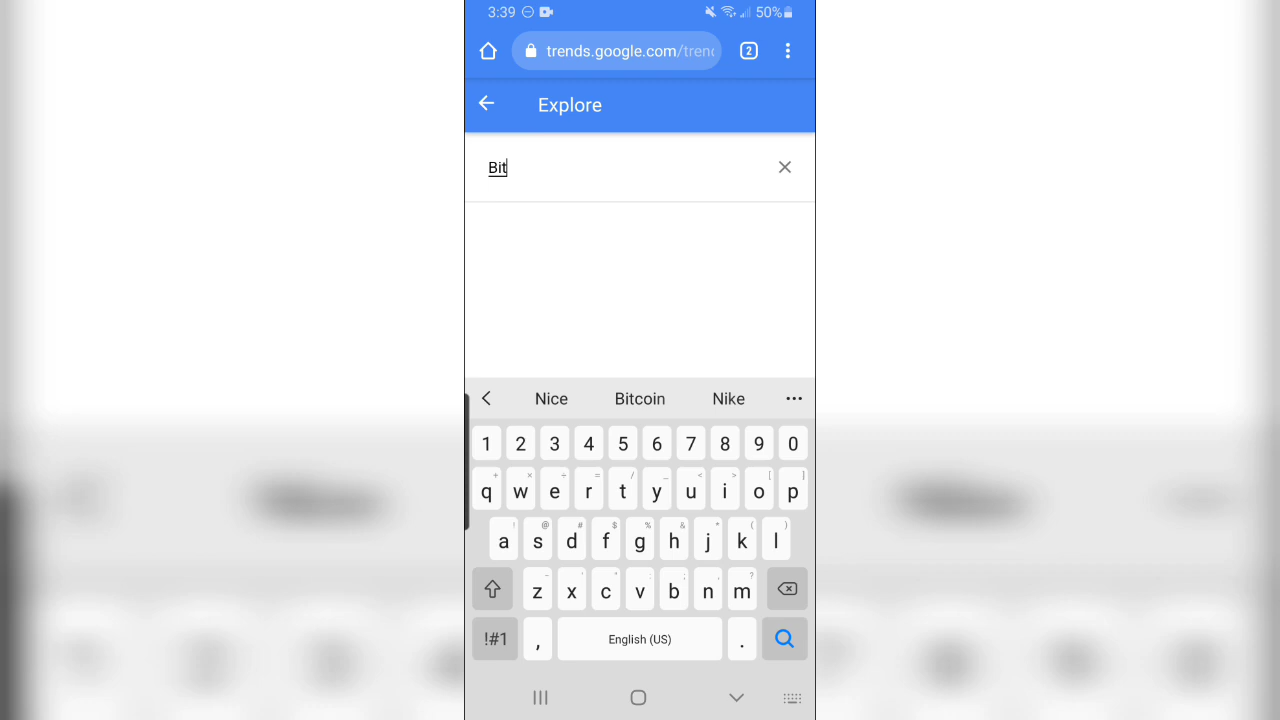 3:39 50%
trends.google.com/tren 2
Explore
Bit
Nice Bitcoin Nike
1 2 3 4 5 6 7 8 9 0
+ × ÷ = / _ < > [ ]
q w e r t y u i o p
! @ # $ % & * ( )
a s d f g h j k l
- ' " : ; , ?
z x c v b n m
!#1 , English (US) .